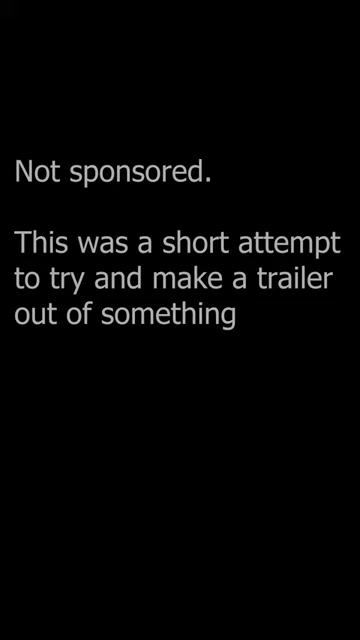 Not sponsored.
This was a short attempt
to try and make a trailer
out of something